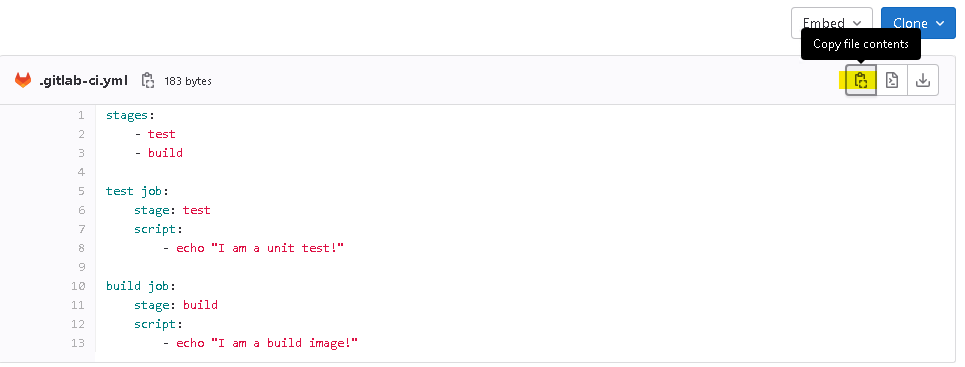 Embed Clone
Copy file contents
.gitlab-ci.yml 183 bytes
1 stages:
2     - test
3     - build
4
5 test job:
6     stage: test
7     script:
8         - echo "I am a unit test!"
9
10 build job:
11     stage: build
12     script:
13         - echo "I am a build image!"